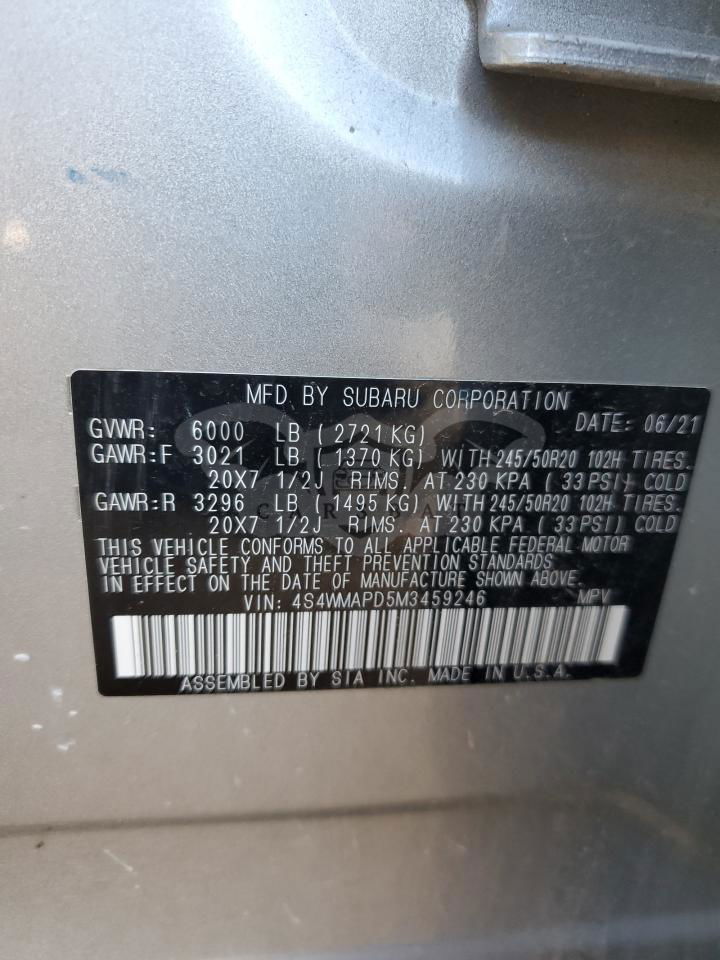 MFD. BY SUBARU CORPORATION DATE: 06/21
GVWR: 6000 LB ( 2721 KG)
GAWR:F 3021 LB ( 1370 KG) WITH 245/50R20 102H TIRES.
20X7 1/2J RIMS. AT 230 KPA ( 33 PSI) COLD
GAWR:R 3296 LB ( 1495 KG) WITH 245/50R20 102H TIRES.
20X7 1/2J RIMS. AT 230 KPA ( 33 PSI) COLD
THIS VEHICLE CONFORMS TO ALL APPLICABLE FEDERAL MOTOR
VEHICLE SAFETY AND THEFT PREVENTION STANDARDS
IN EFFECT ON THE DATE OF MANUFACTURE SHOWN ABOVE.
VIN: 4S4WMAPD5M3459246 MPV
ASSEMBLED BY SIA INC. MADE IN U.S.A.